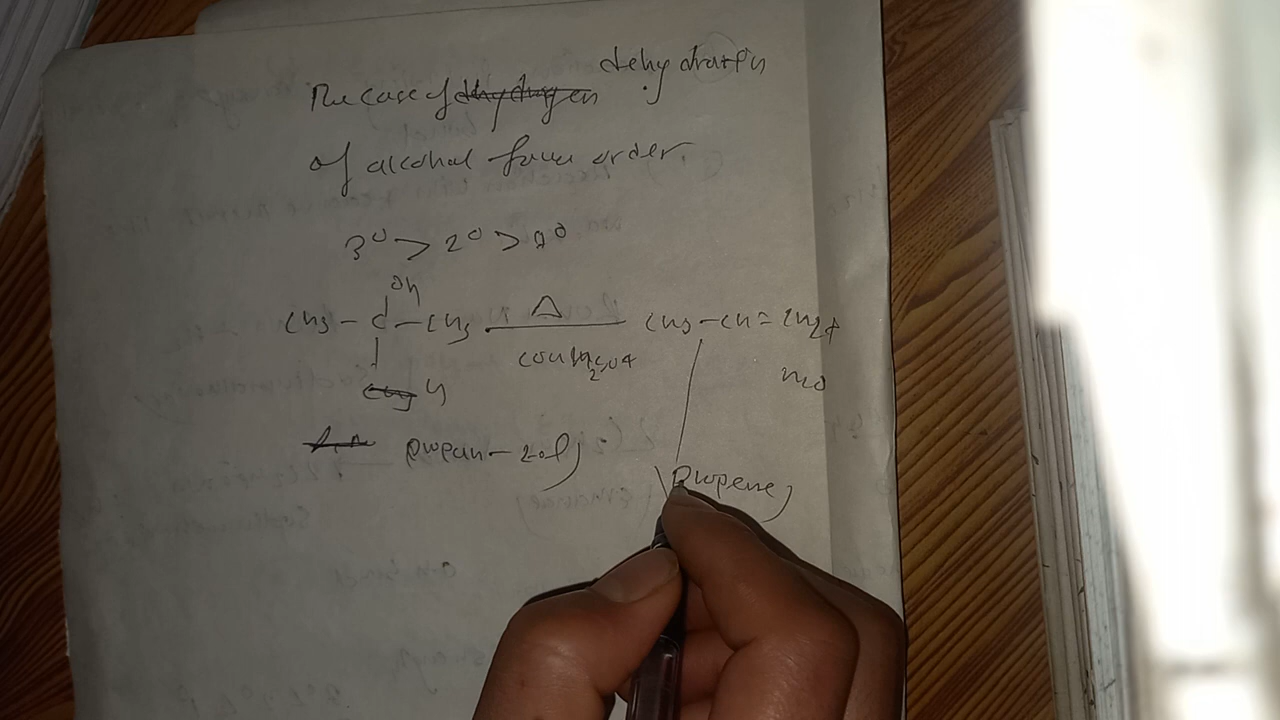 dehydration
The ease of dehydrogen
of alcohol
order
3° > 2° > 1°
OH
CH3 – C – CH3 Δ CH3 – CH = CH2 +
conc H2SO4
H2O
H
propan – 2 ol)
(Propene)